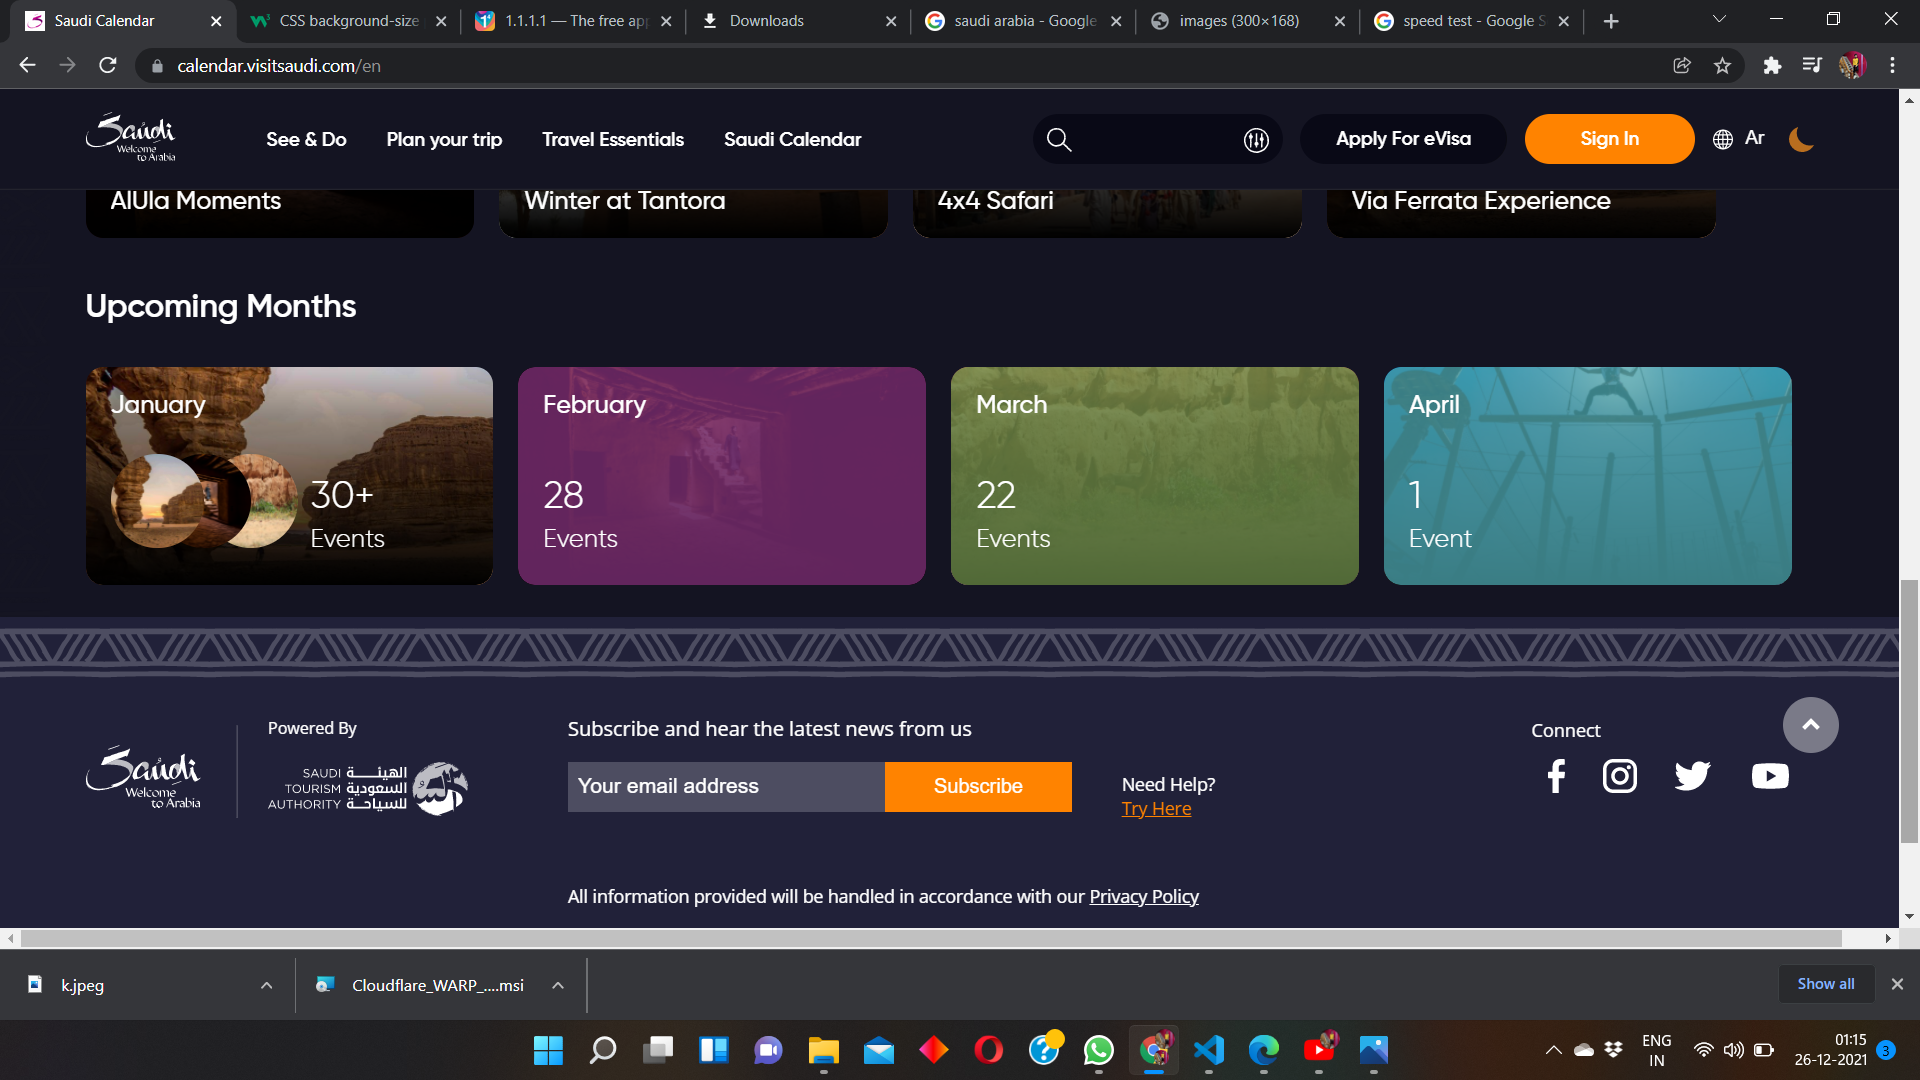 Saudi Calendar
CSS background-size
1.1.1.1 — The free app
Downloads
saudi arabia - Google
images (300×168)
speed test - Google S
calendar.visitsaudi.com/en
Saudi
Welcome
to Arabia
See & Do
Plan your trip
Travel Essentials
Saudi Calendar
Apply For eVisa
Sign In
Ar
AlUla Moments
Winter at Tantora
4x4 Safari
Via Ferrata Experience
Upcoming Months
January
30+
Events
February
28
Events
March
22
Events
April
1
Event
Saudi
Welcome
to Arabia
Powered By
SAUDI الهيئــــة
TOURISM السعودية
AUTHORITY للسياحة
Subscribe and hear the latest news from us
Your email address
Subscribe
Need Help?
Try Here
Connect
All information provided will be handled in accordance with our Privacy Policy
k.jpeg
Cloudflare_WARP_....msi
Show all
ENG
IN
01:15
26-12-2021
3